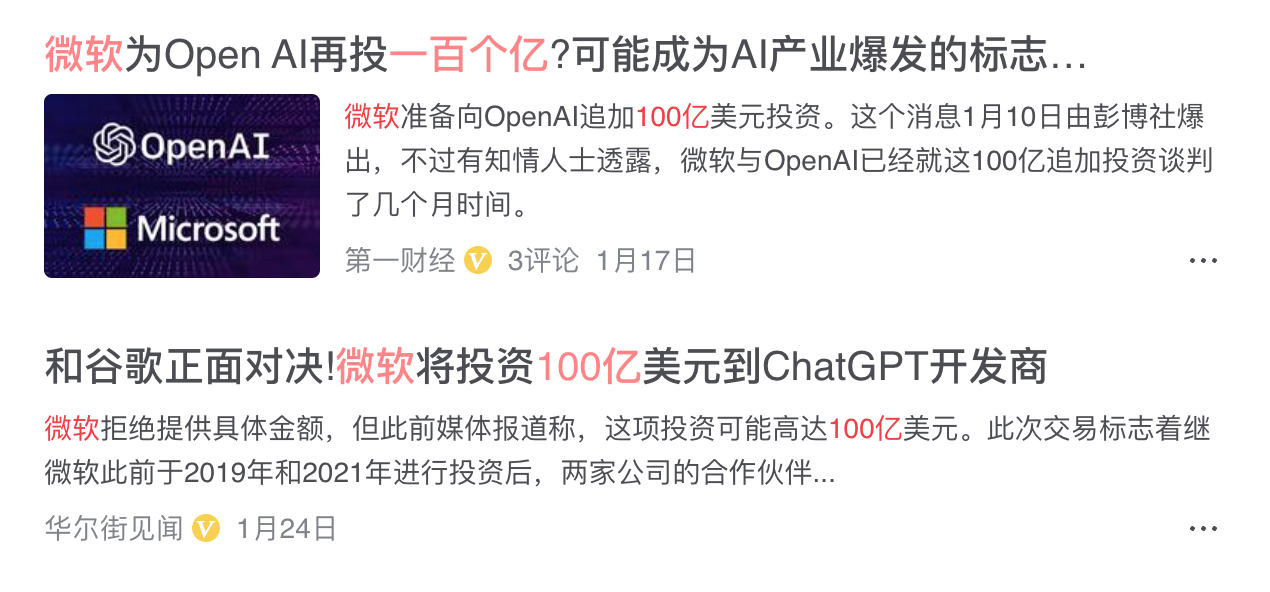 微软为Open AI再投一百个亿?可能成为AI产业爆发的标志…
OpenAI
Microsoft
微软准备向OpenAI追加100亿美元投资。这个消息1月10日由彭博社爆
出，不过有知情人士透露，微软与OpenAI已经就这100亿追加投资谈判
了几个月时间。
第一财经 V 3评论 1月17日
和谷歌正面对决!微软将投资100亿美元到ChatGPT开发商
微软拒绝提供具体金额，但此前媒体报道称，这项投资可能高达100亿美元。此次交易标志着继
微软此前于2019年和2021年进行投资后，两家公司的合作伙伴...
华尔街见闻 V 1月24日